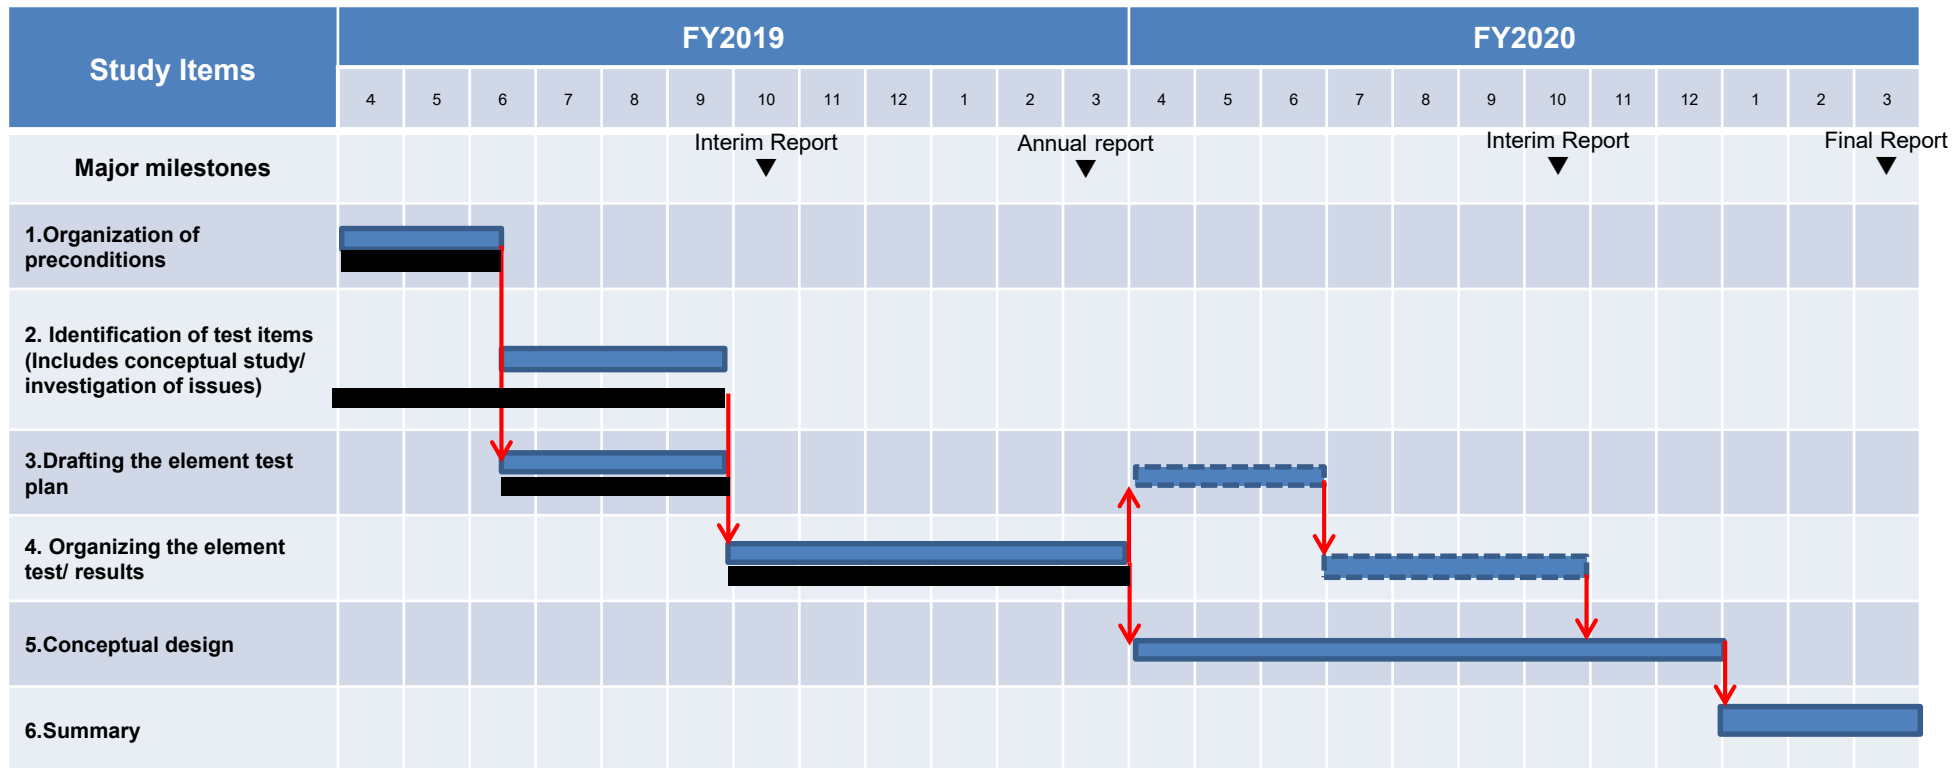 Study Items
FY2019
FY2020
4 5 6 7 8 9 10 11 12 1 2 3 4 5 6 7 8 9 10 11 12 1 2 3
Major milestones
Interim Report
Annual report
Interim Report
Final Report
1.Organization of
preconditions
2. Identification of test items
(Includes conceptual study/
investigation of issues)
3.Drafting the element test
plan
4. Organizing the element
test/ results
5.Conceptual design
6.Summary